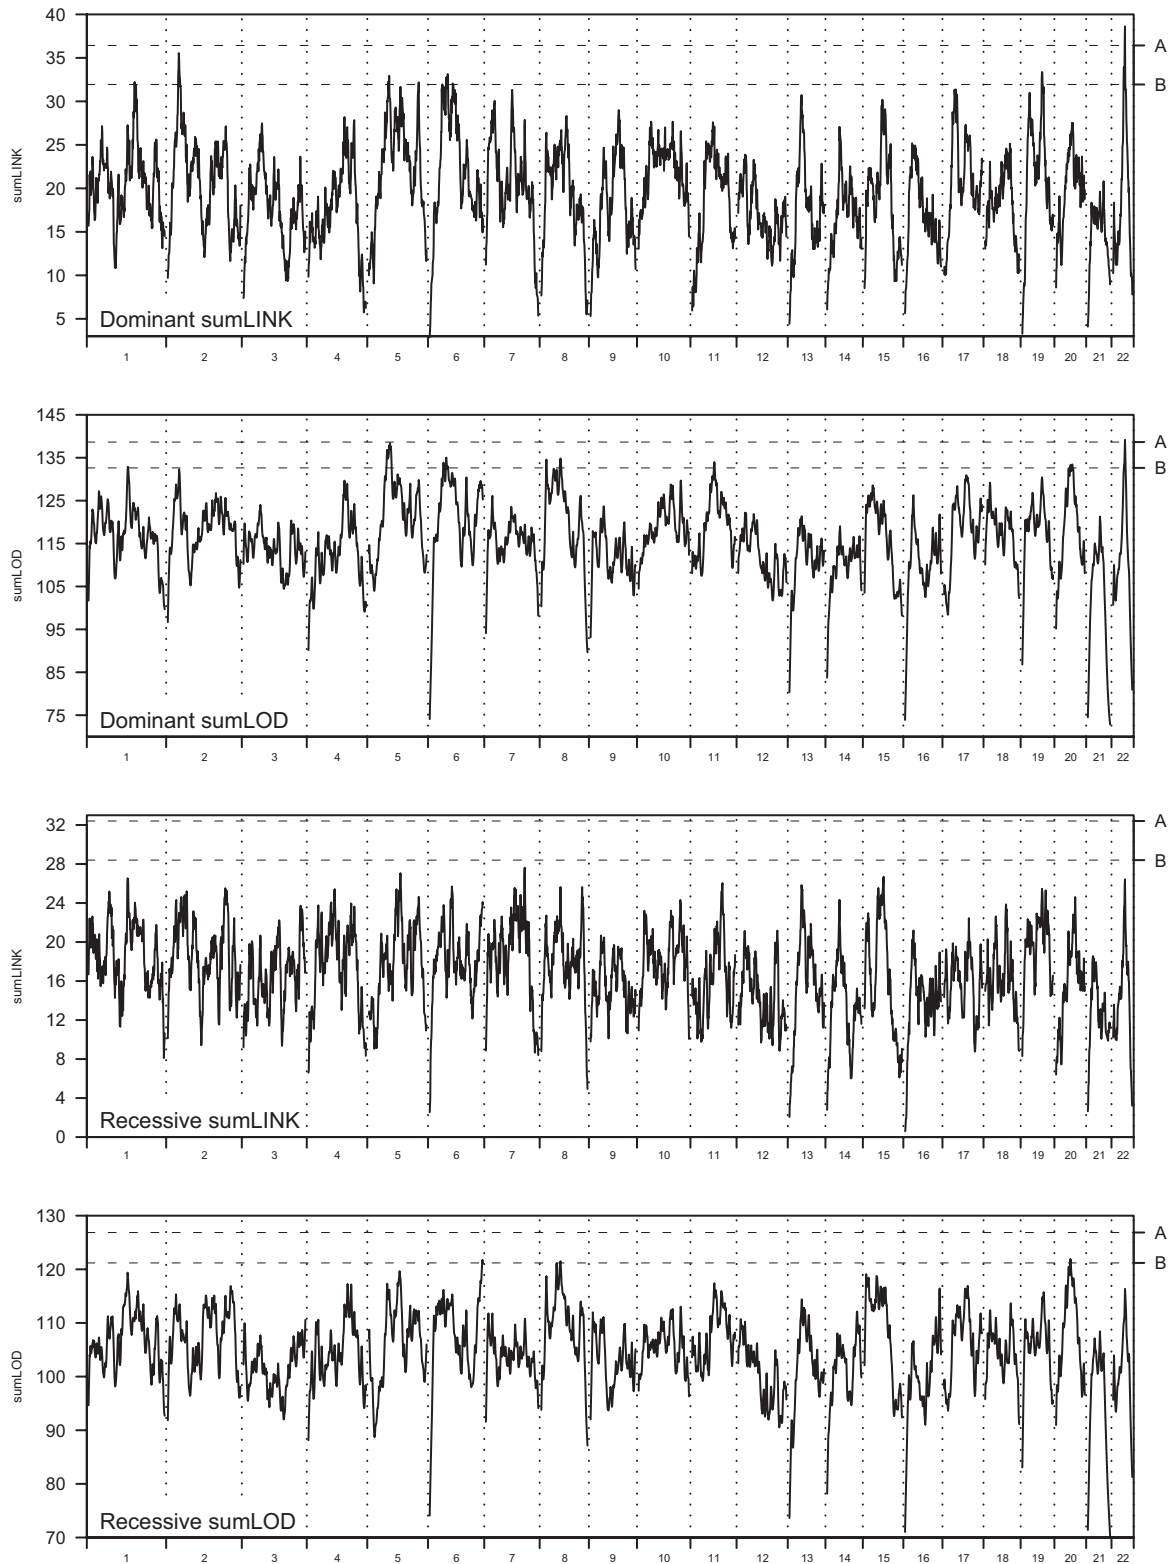 40
35
30
25
20
15
10
5
sumLINK
A
B
Dominant sumLINK
1 2 3 4 5 6 7 8 9 10 11 12 13 14 15 16 17 18 19 20 21 22
145
135
125
115
105
95
85
75
sumLOD
A
B
Dominant sumLOD
1 2 3 4 5 6 7 8 9 10 11 12 13 14 15 16 17 18 19 20 21 22
32
28
24
20
16
12
8
4
0
sumLINK
A
B
Recessive sumLINK
1 2 3 4 5 6 7 8 9 10 11 12 13 14 15 16 17 18 19 20 21 22
130
120
110
100
90
80
70
sumLOD
A
B
Recessive sumLOD
1 2 3 4 5 6 7 8 9 10 11 12 13 14 15 16 17 18 19 20 21 22